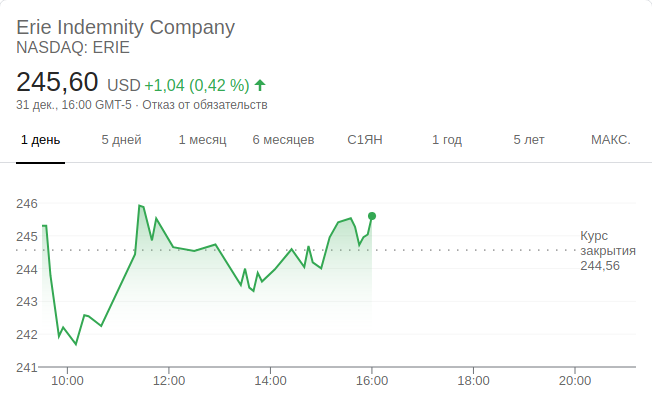 Erie Indemnity Company
NASDAQ: ERIE
245,60 USD +1,04 (0,42 %)
31 дек., 16:00 GMT-5 · Отказ от обязательств
1 день 5 дней 1 месяц 6 месяцев С1ЯН 1 год 5 лет МАКС.
246
245
244
243
242
241
Курс
закрытия
244,56
10:00 12:00 14:00 16:00 18:00 20:00